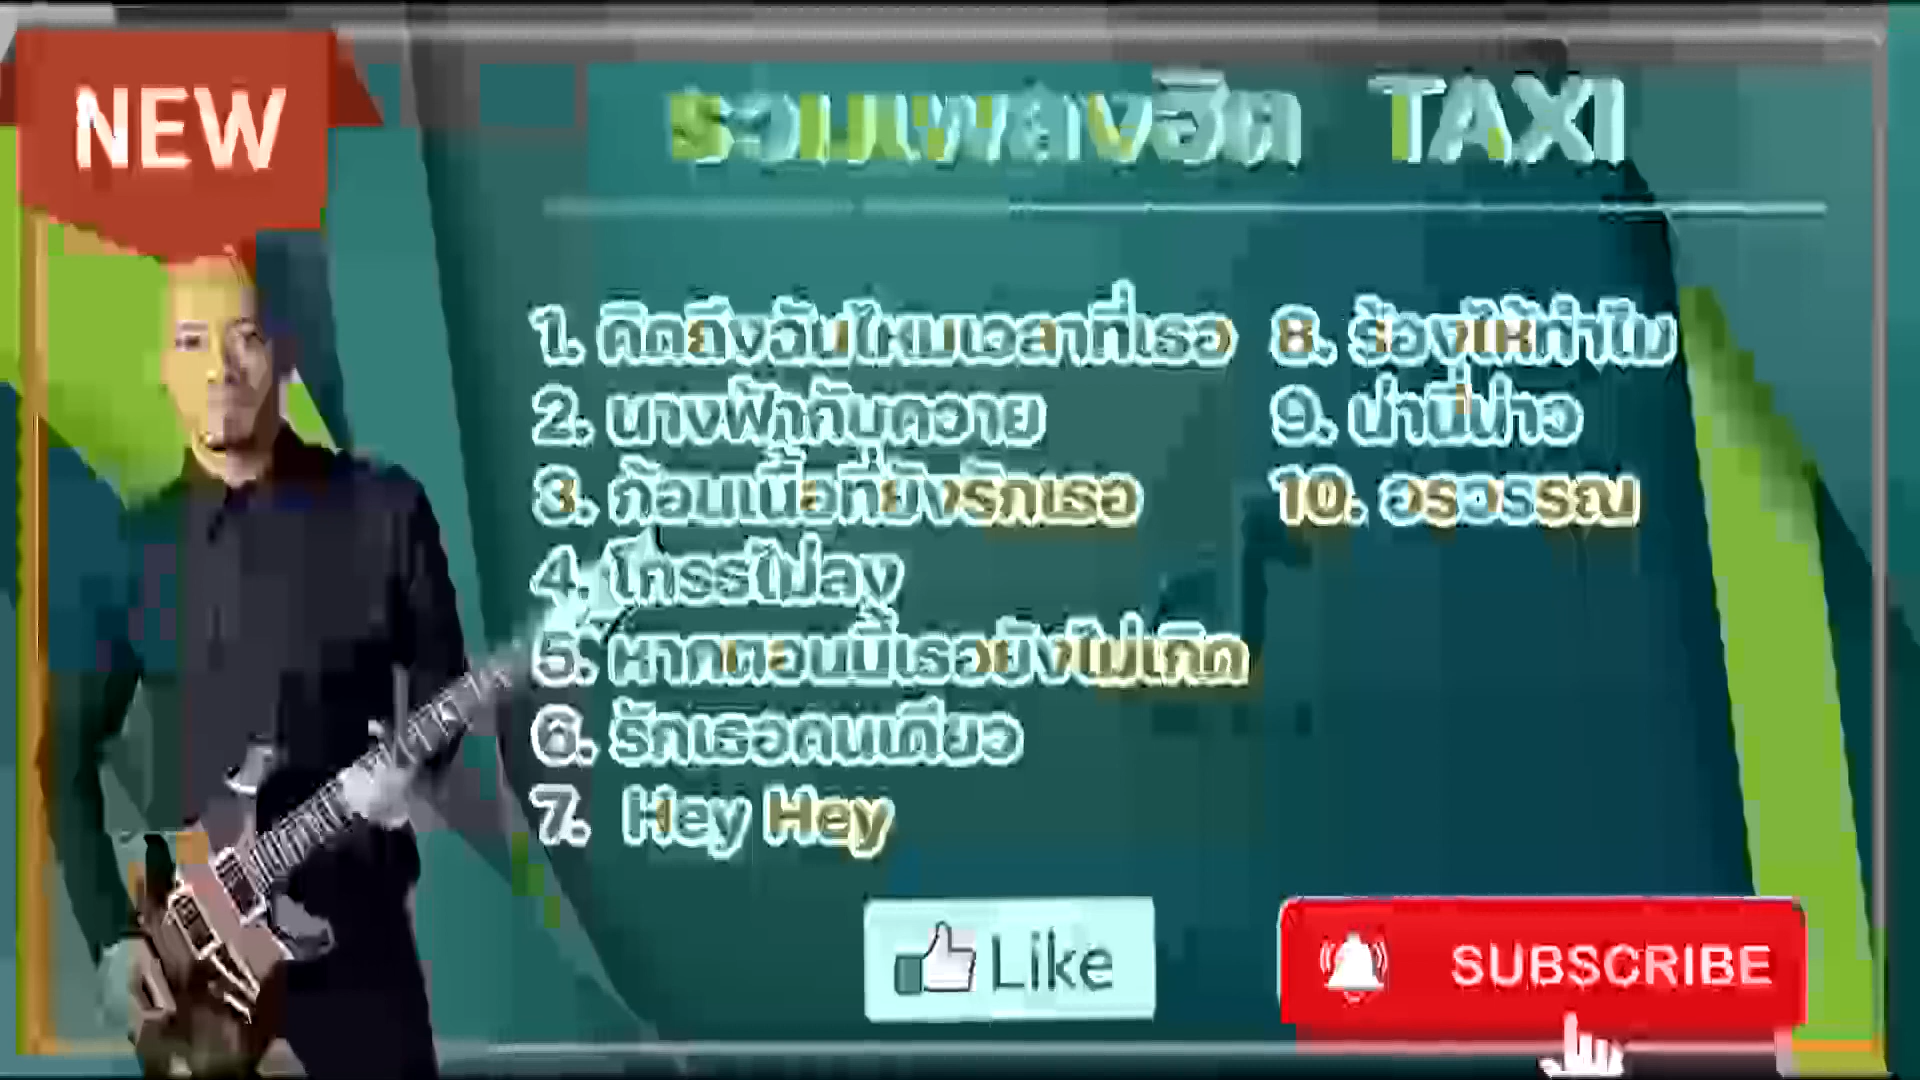 NEW
รวมเพลงฮิต TAXI
1. คิดถึงฉันไหมเวลาที่เธอ
2. นางฟ้ากับควาย
3. ก้อนเนื้อที่ยังรักเธอ
4. โกรธไม่ลง
5. หากตอนนี้เธอยังไม่เกิด
6. รักเธอคนเดียว
7. Hey Hey
8. ร้องไห้ทำไม
9. น่านี่น่าว
10. อรวรรณ
Like
SUBSCRIBE